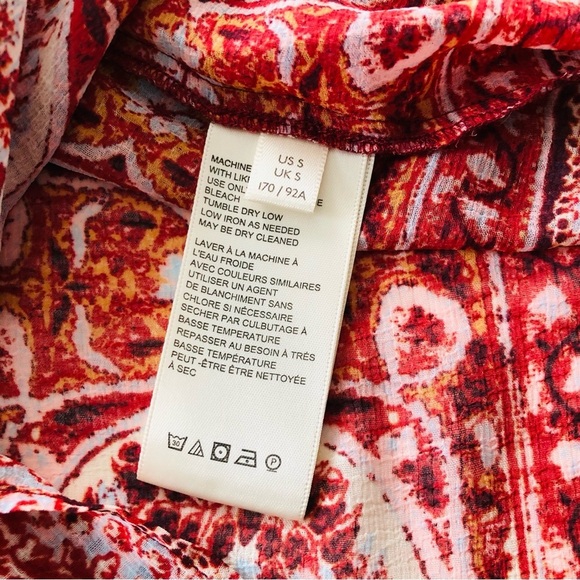 US S
UK S
170 / 92A
MACHINE
WITH LIK
USE ONL
BLEACH
TUMBLE DRY LOW
LOW IRON AS NEEDED
MAY BE DRY CLEANED
LAVER À LA MACHINE À
L'EAU FROIDE
AVEC COULEURS SIMILAIRES
UTILISER UN AGENT
DE BLANCHIMENT SANS
CHLORE SI NÉCESSAIRE
SECHER PAR CULBUTAGE À
BASSE TEMPÉRATURE
REPASSER AU BESOIN À TRÈS
BASSE TEMPÉRATURE
PEUT -ÊTRE ÊTRE NETTOYÉE
À SEC
30
P